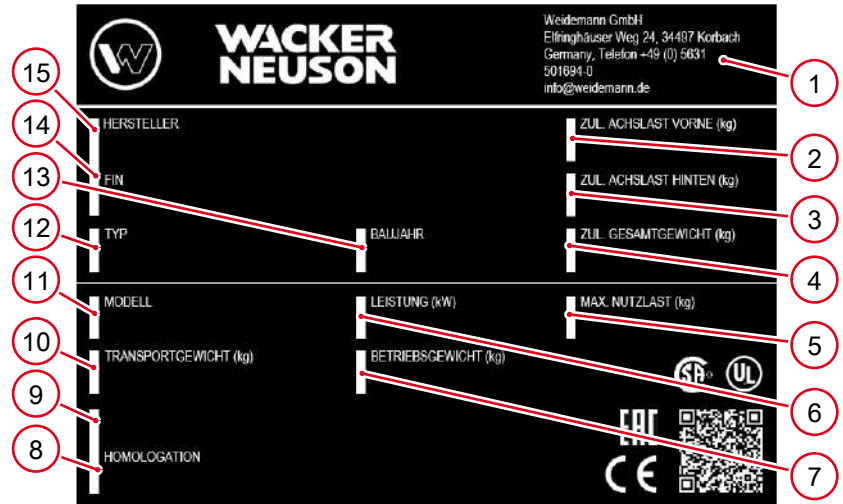 WACKER
NEUSON
Weidemann GmbH
Elfringhäuser Weg 24, 34497 Korbach
Germany, Telefon +49 (0) 5631
501694-0
info@weidemann.de
1
15
HERSTELLER
ZUL. ACHSLAST VORNE (kg)
2
14
FIN
ZUL. ACHSLAST HINTEN (kg)
3
13
12
TYP
BAUJAHR
ZUL. GESAMTGEWICHT (kg)
4
11
MODELL
LEISTUNG (kW)
MAX. NUTZLAST (kg)
5
10
TRANSPORTGEWICHT (kg)
BETRIEBSGEWICHT (kg)
SA
UL
6
9
EAC
8
HOMOLOGATION
CE
7